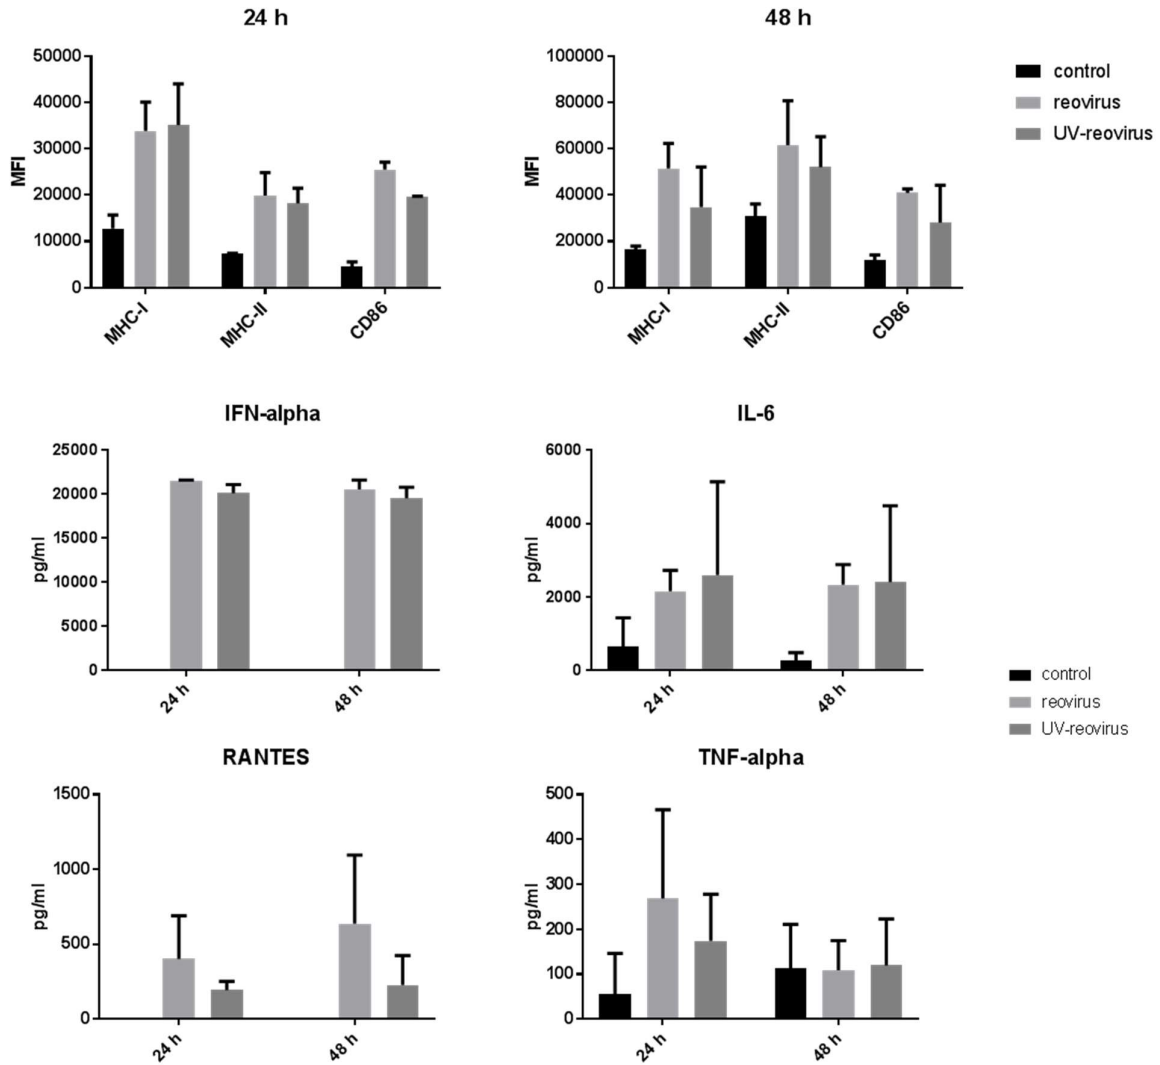 24 h
48 h
50000
40000
30000
20000
10000
0
MFI
MHC-I
MHC-II
CD86
100000
80000
60000
40000
20000
0
MFI
MHC-I
MHC-II
CD86
control
reovirus
UV-reovirus
IFN-alpha
25000
20000
15000
10000
5000
0
pg/ml
24 h
48 h
IL-6
6000
4000
2000
0
pg/ml
24 h
48 h
control
reovirus
UV-reovirus
RANTES
1500
1000
500
0
pg/ml
24 h
48 h
TNF-alpha
500
400
300
200
100
0
pg/ml
24 h
48 h